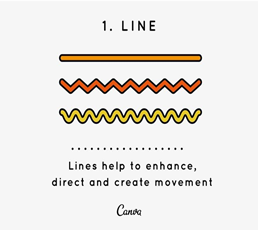 1. LINE
Lines help to enhance,
direct and create movement
Canva